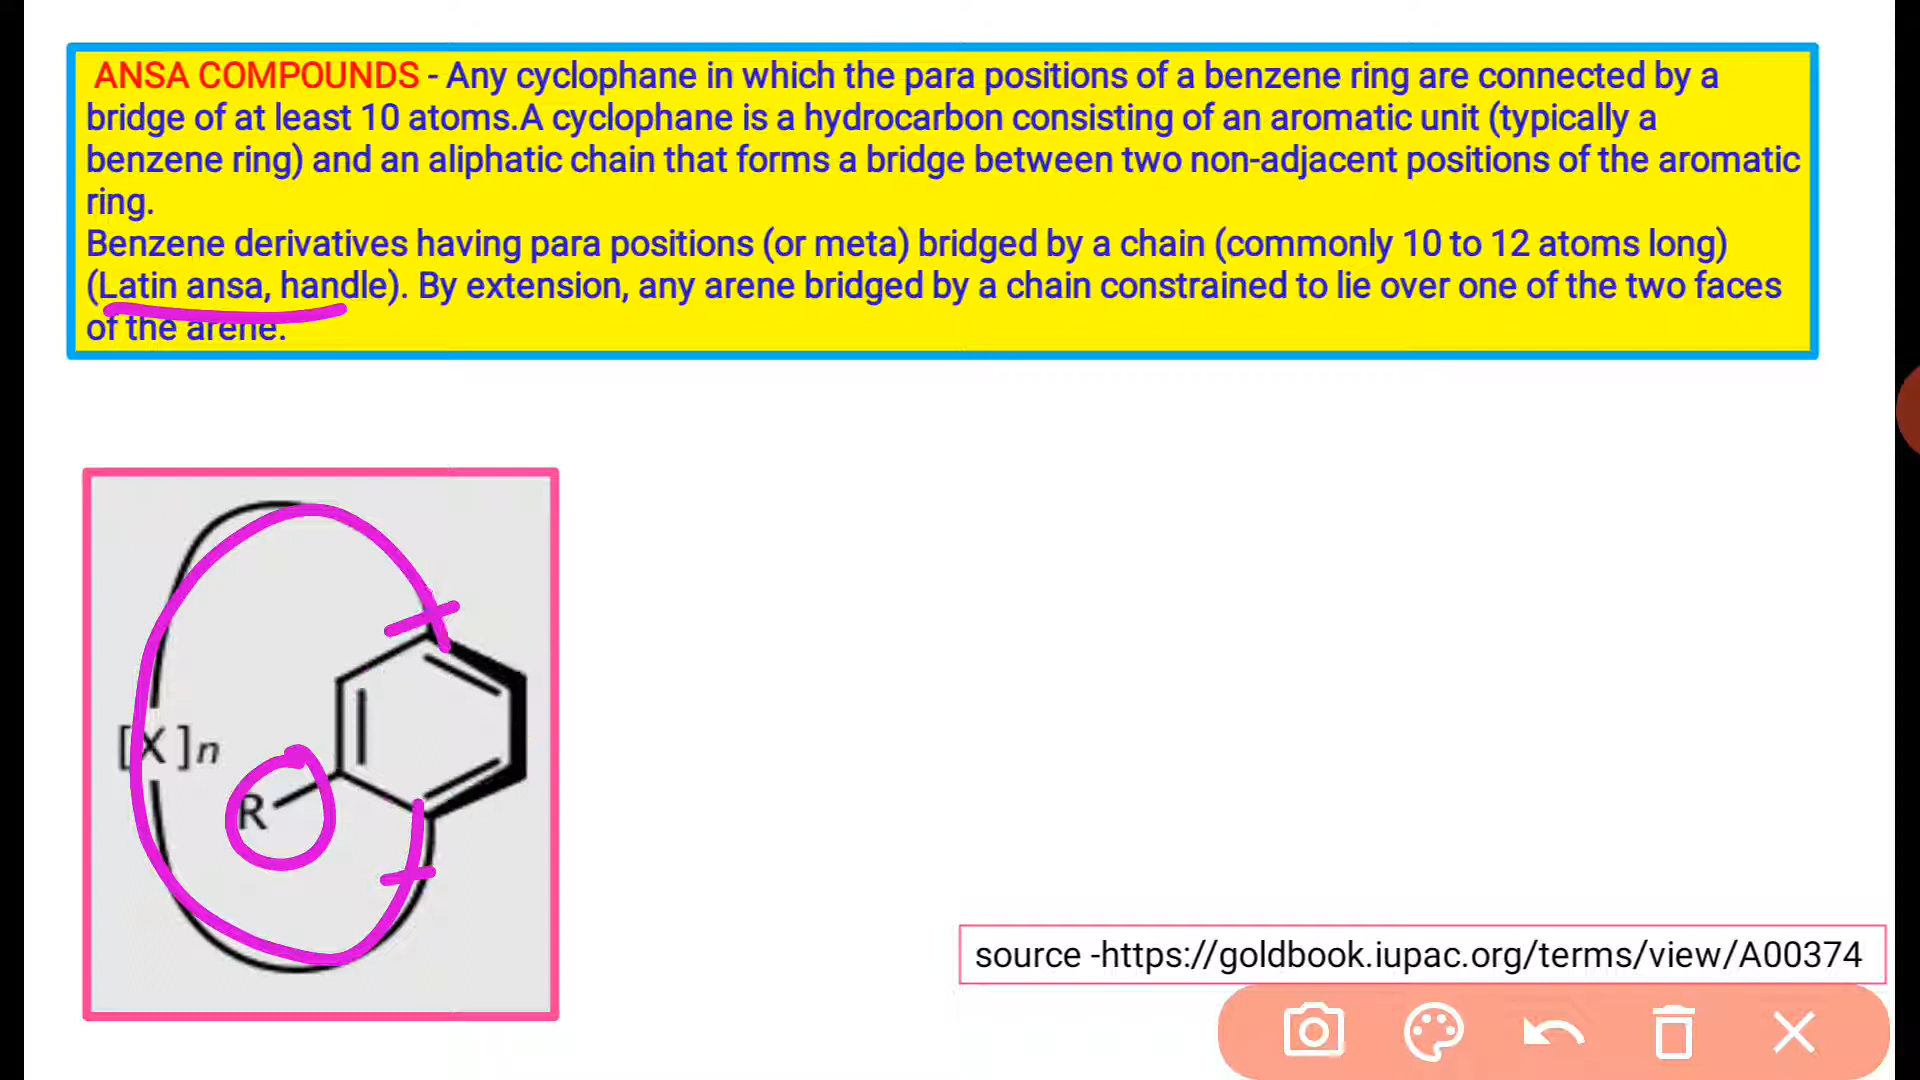 ANSA COMPOUNDS - Any cyclophane in which the para positions of a benzene ring are connected by a
bridge of at least 10 atoms.A cyclophane is a hydrocarbon consisting of an aromatic unit (typically a
benzene ring) and an aliphatic chain that forms a bridge between two non-adjacent positions of the aromatic
ring.
Benzene derivatives having para positions (or meta) bridged by a chain (commonly 10 to 12 atoms long)
(Latin ansa, handle). By extension, any arene bridged by a chain constrained to lie over one of the two faces
of the arene.
[X]n
R
source -https://goldbook.iupac.org/terms/view/A00374